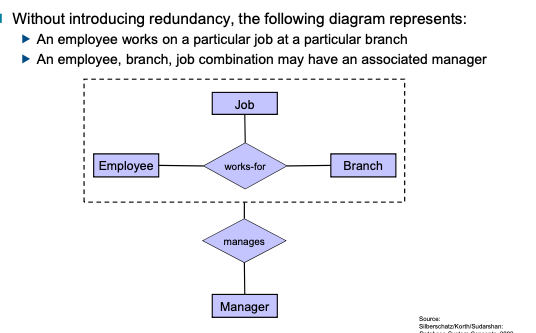 Without introducing redundancy, the following diagram represents:
An employee works on a particular job at a particular branch
An employee, branch, job combination may have an associated manager
Job
Employee
works-for
Branch
manages
Manager
Source:
Silberschatz/Korth/Sudarshan: